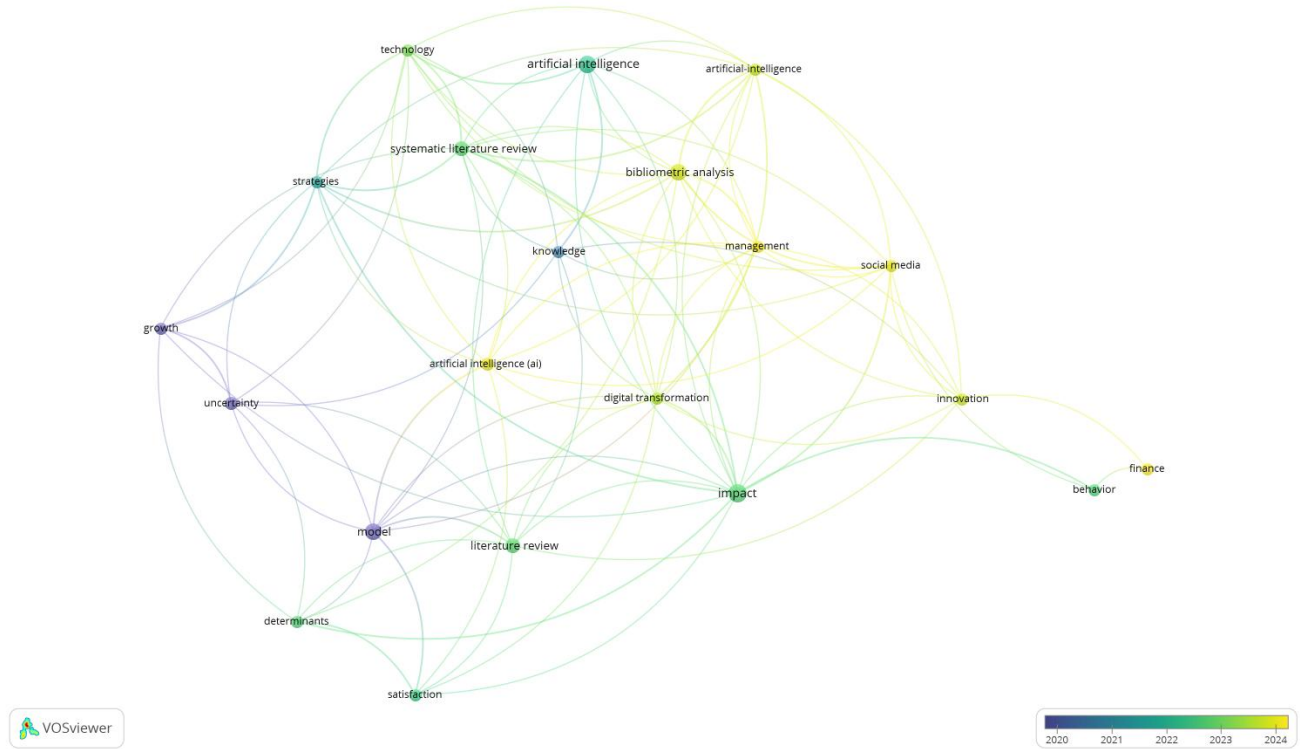 technology
artificial intelligence
artificial-intelligence
systematic literature review
bibliometric analysis
strategies
knowledge
management
social media
growth
artificial intelligence (ai)
uncertainty
digital transformation
innovation
finance
impact
behavior
model
literature review
determinants
satisfaction
VOSviewer
2020 2021 2022 2023 2024